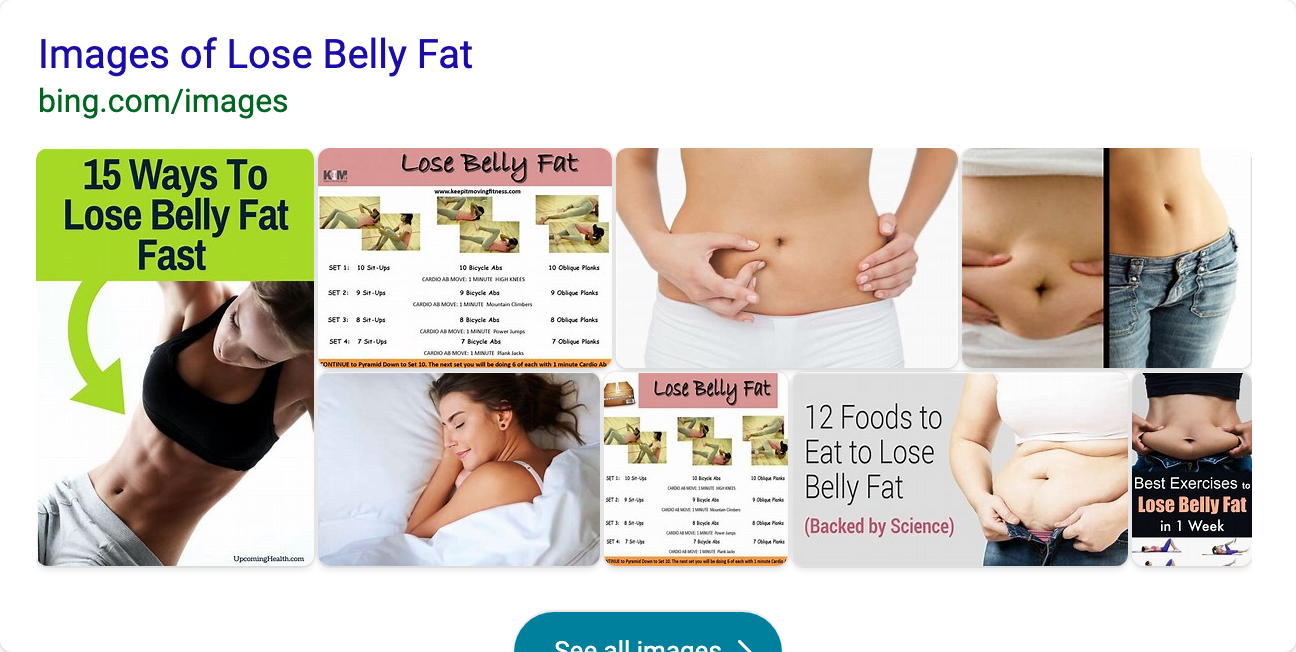 Images of Lose Belly Fat
bing.com/images
15 Ways To
Lose Belly Fat
Fast
UpcomingHealth.com
Lose Belly Fat
www.keepitmovingfitness.com
SET 1: 10 Sit-Ups 10 Bicycle Abs 10 Oblique Planks
CARDIO AB MOVE: 1 MINUTE HIGH KNEES
SET 2: 9 Sit-Ups 9 Bicycle Abs 9 Oblique Planks
CARDIO AB MOVE: 1 MINUTE Mountain Climbers
SET 3: 8 Sit-Ups 8 Bicycle Abs 8 Oblique Planks
CARDIO AB MOVE: 1 MINUTE Power Jumps
SET 4: 7 Sit-Ups 7 Bicycle Abs 7 Oblique Planks
CARDIO AB MOVE: 1 MINUTE Plank Jacks
ONTINUE to Pyramid Down to Set 10. The next set you will be doing 6 of each with 1 minute Cardio Ab
Lose Belly Fat
SET 1: 10 Sit-Ups 10 Bicycle Abs 10 Oblique Planks
CARDIO AB MOVE: 1 MINUTE HIGH KNEES
SET 2: 9 Sit-Ups 9 Bicycle Abs 9 Oblique Planks
CARDIO AB MOVE: 1 MINUTE Mountain Climbers
SET 3: 8 Sit-Ups 8 Bicycle Abs 8 Oblique Planks
CARDIO AB MOVE: 1 MINUTE Power Jumps
SET 4: 7 Sit-Ups 7 Bicycle Abs 7 Oblique Planks
CARDIO AB MOVE: 1 MINUTE Plank Jacks
to Pyramid Down to Set 10. The next set you will be doing 6 of each with 1 minute Cardio
12 Foods to
Eat to Lose
Belly Fat
(Backed by Science)
Best Exercises to
Lose Belly Fat
in 1 Week
See all images